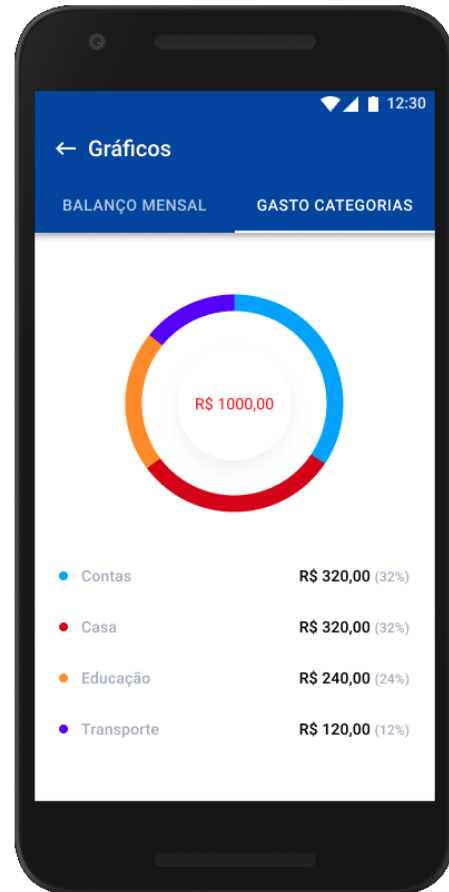 12:30
← Gráficos
BALANÇO MENSAL GASTO CATEGORIAS
R$ 1000,00
Contas R$ 320,00 (32%)
Casa R$ 320,00 (32%)
Educação R$ 240,00 (24%)
Transporte R$ 120,00 (12%)